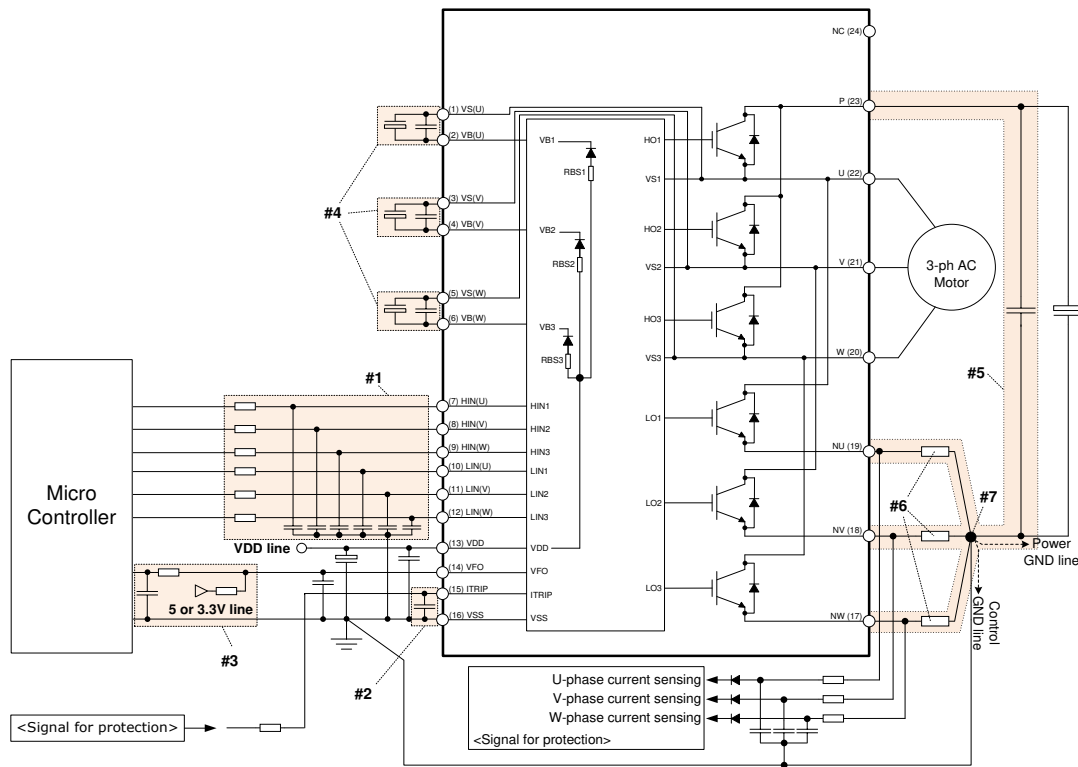 NC (24)
P (23)
(1) VS(U)
(2) VB(U)
VB1
RBS1
HO1
VS1
U (22)
(3) VS(V)
(4) VB(V)
#4
VB2
RBS2
HO2
VS2
V (21)
3-ph AC
Motor
(5) VS(W)
(6) VB(W)
VB3
RBS3
HO3
VS3
W (20)
#5
#1
Micro
Controller
(7) HIN(U)
(8) HIN(V)
(9) HIN(W)
(10) LIN(U)
(11) LIN(V)
(12) LIN(W)
VDD line
(13) VDD
(14) VFO
(15) ITRIP
(16) VSS
HIN1
HIN2
HIN3
LIN1
LIN2
LIN3
VDD
VFO
ITRIP
VSS
LO1
LO2
LO3
NU (19)
NV (18)
NW (17)
#6
#7
Power
GND line
Control
GND line
5 or 3.3V line
#3
#2
<Signal for protection>
U-phase current sensing
V-phase current sensing
W-phase current sensing
<Signal for protection>